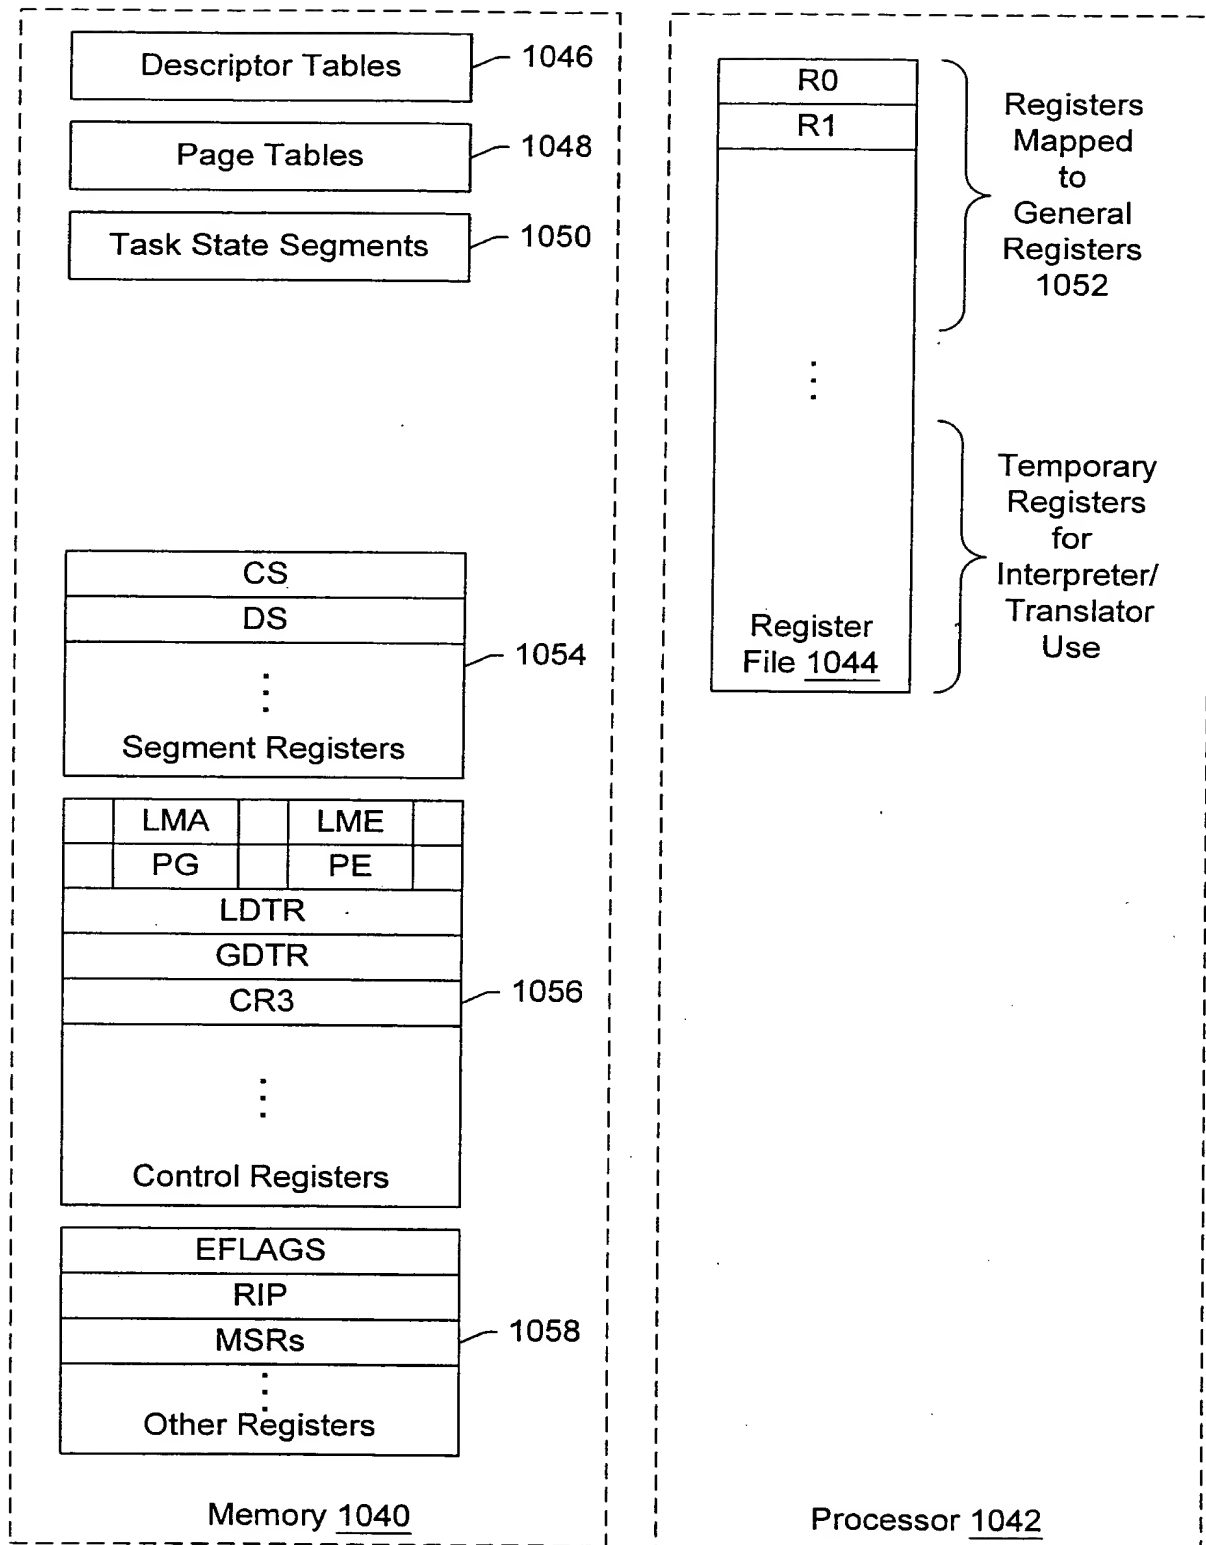 Descriptor Tables
1046
Page Tables
1048
Task State Segments
1050
CS
DS
1054
Segment Registers
LMA LME
PG PE
LDTR
GDTR
CR3
1056
Control Registers
EFLAGS
RIP
MSRs
1058
Other Registers
Memory 1040
R0
R1
Registers
Mapped
to
General
Registers
1052
Temporary
Registers
for
Interpreter/
Translator
Use
Register
File 1044
Processor 1042